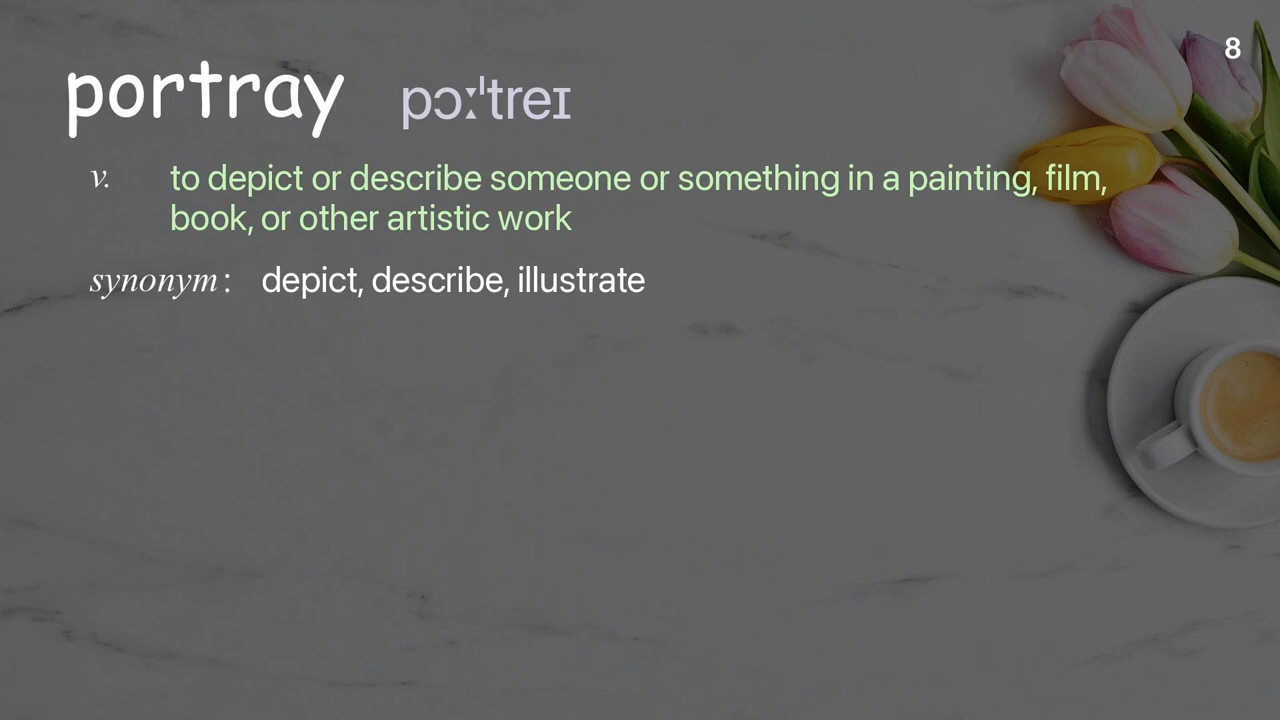 8
portray pɔːˈtreɪ
v. to depict or describe someone or something in a painting, film,
book, or other artistic work
synonym: depict, describe, illustrate